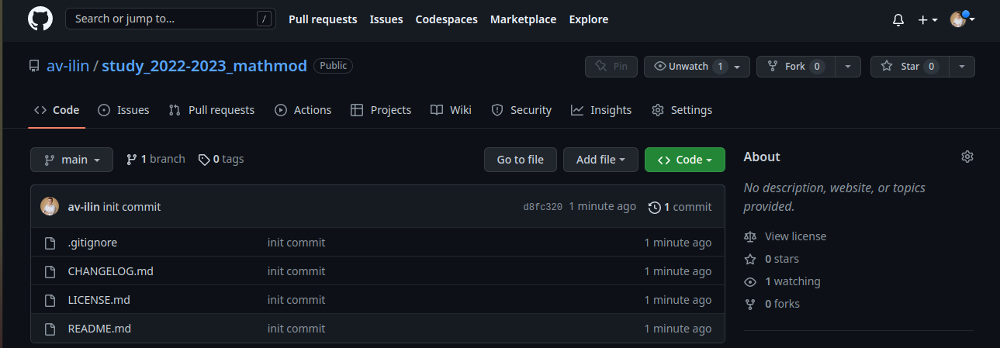 Search or jump to... / Pull requests Issues Codespaces Marketplace Explore
av-ilin / study_2022-2023_mathmod Public Pin Unwatch 1 Fork 0 Star 0
Code Issues Pull requests Actions Projects Wiki Security Insights Settings
main 1 branch 0 tags Go to file Add file Code
About
No description, website, or topics
provided.
av-ilin init commit d8fc320 1 minute ago 1 commit
.gitignore init commit 1 minute ago
CHANGELOG.md init commit 1 minute ago
LICENSE.md init commit 1 minute ago
README.md init commit 1 minute ago
View license
0 stars
1 watching
0 forks